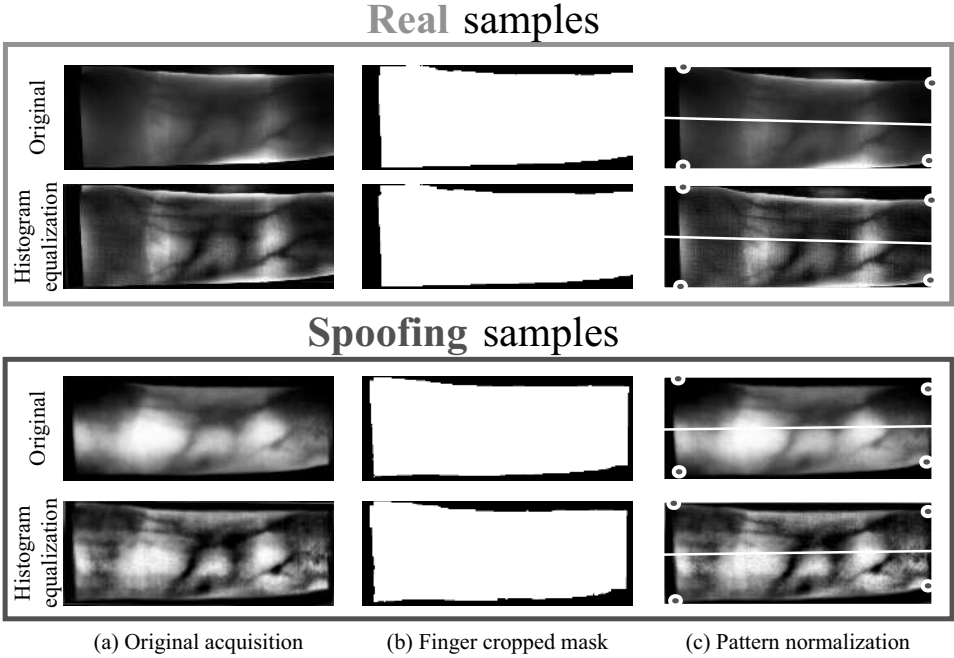 Real samples
Original
Histogram
equalization
Spoofing samples
Original
Histogram
equalization
(a) Original acquisition
(b) Finger cropped mask
(c) Pattern normalization